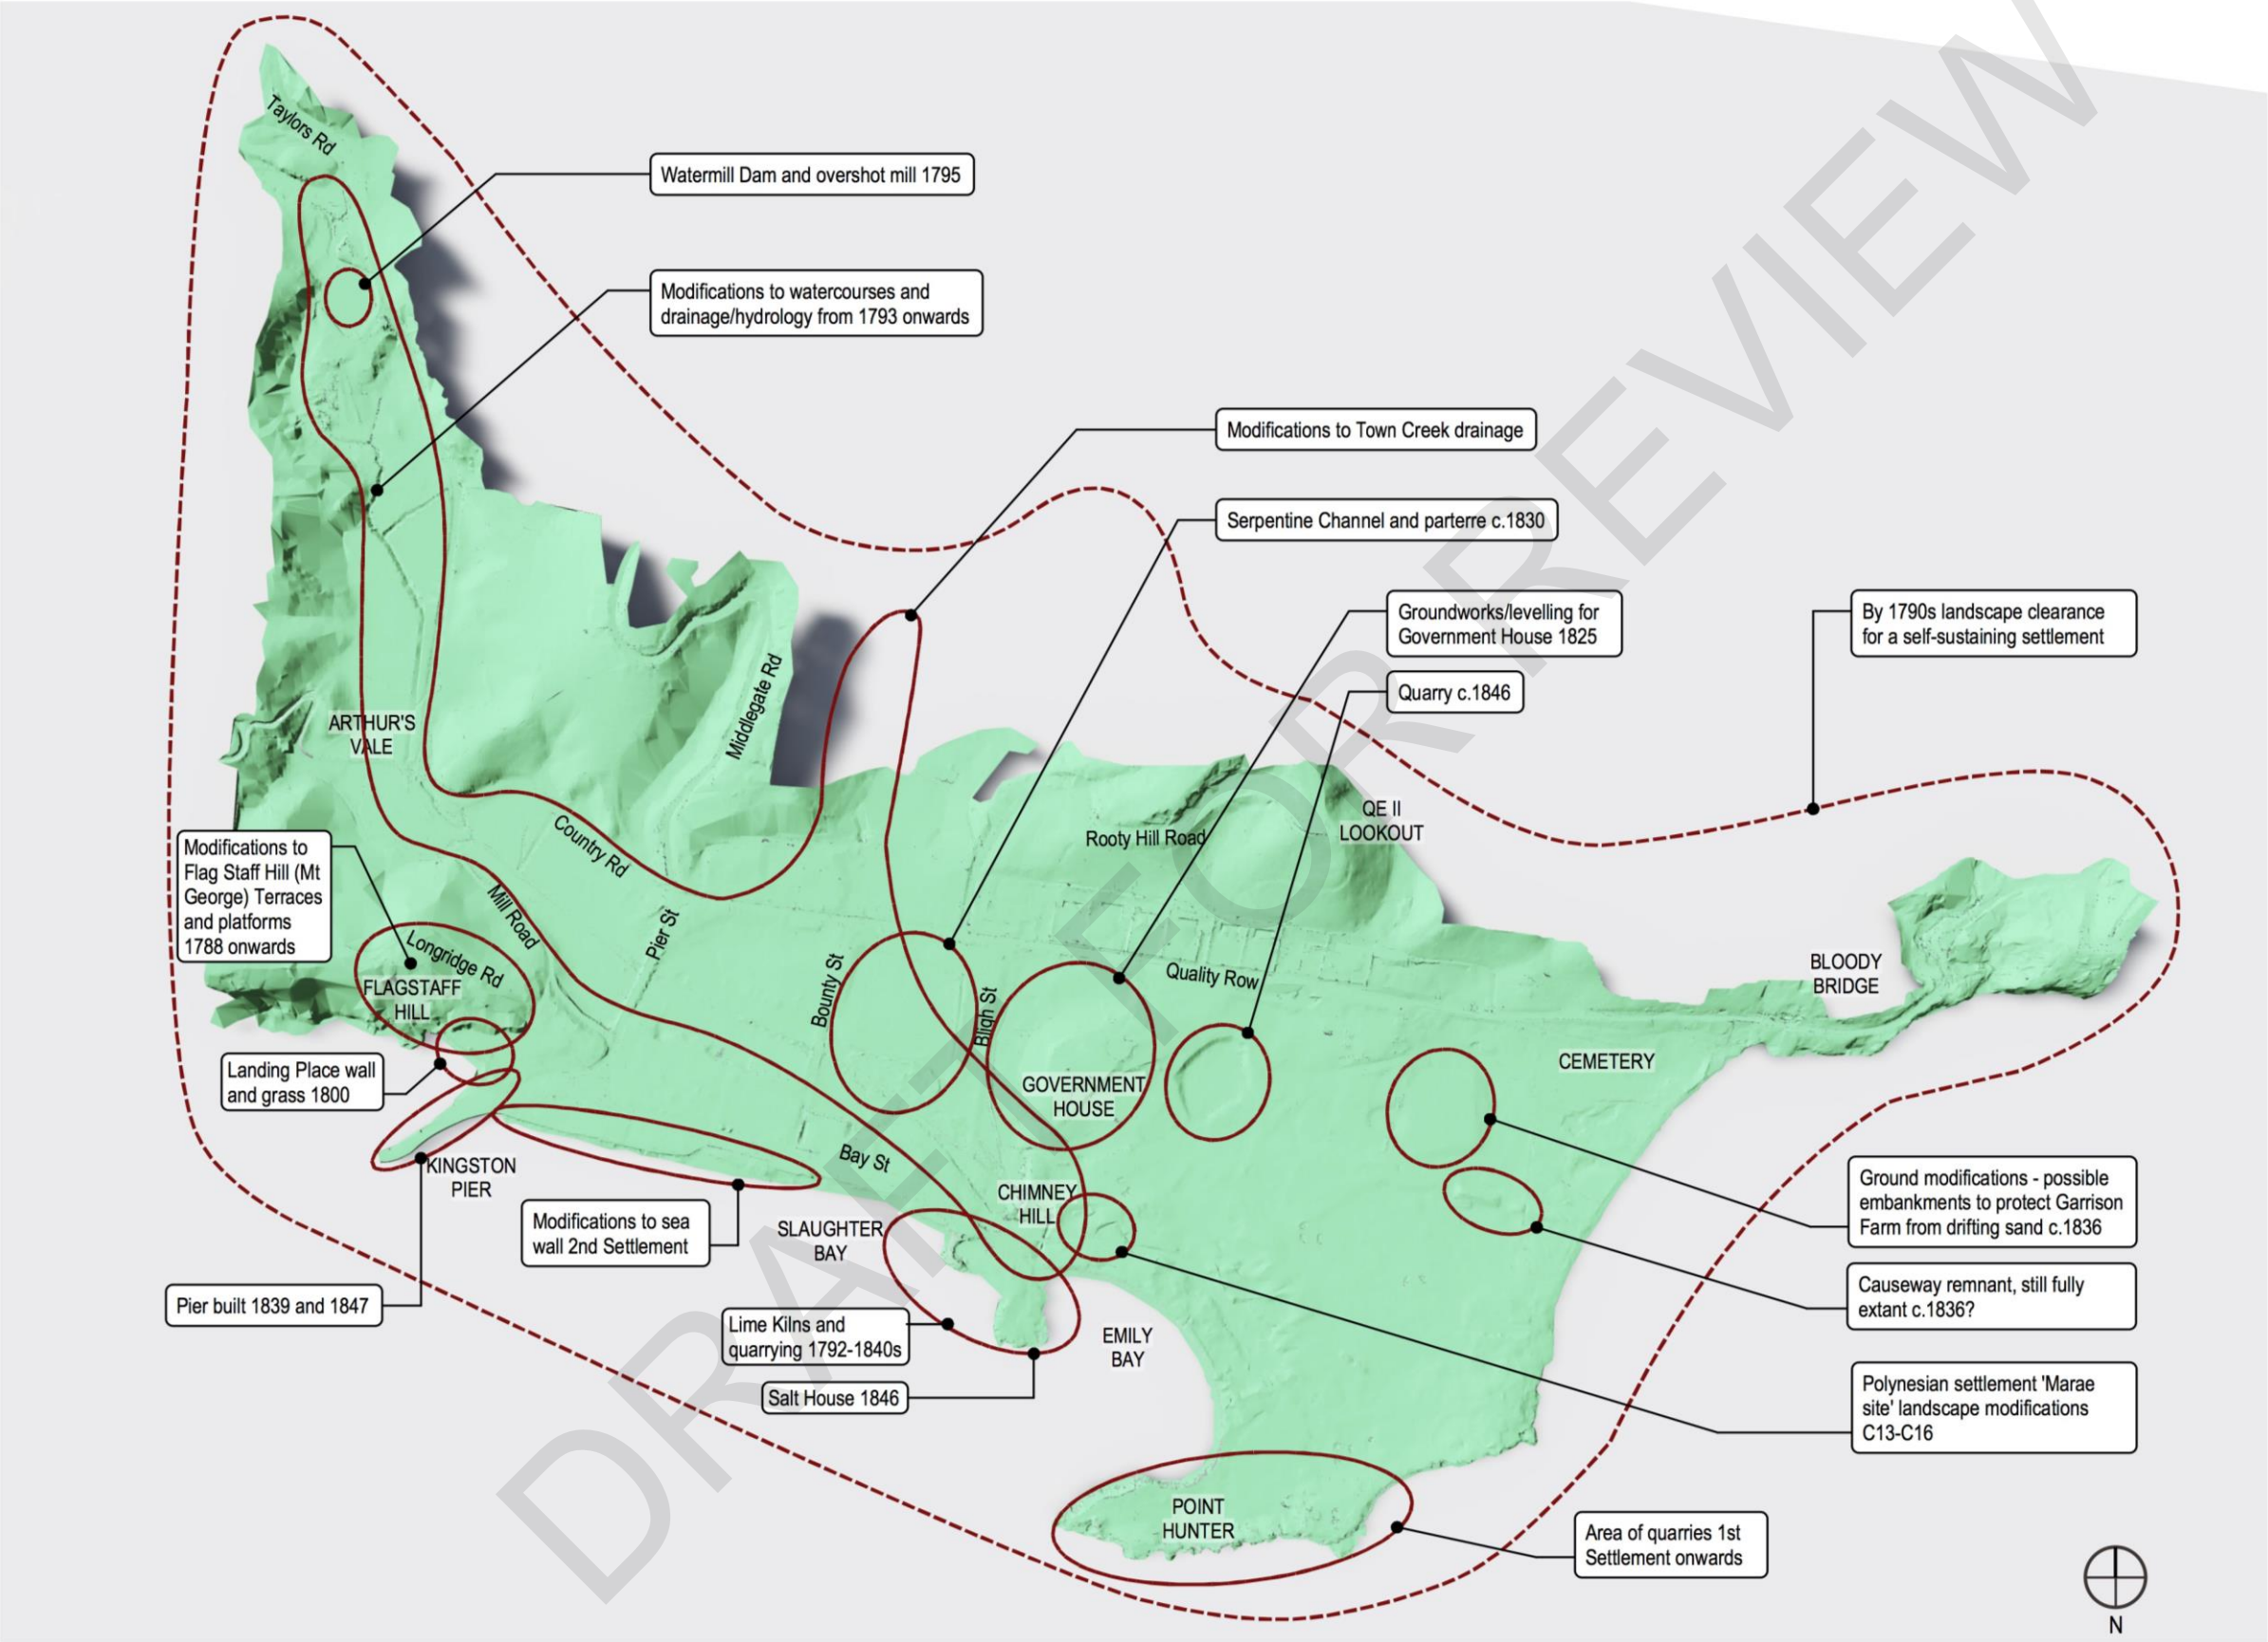 Taylors Rd
Watermill Dam and overshot mill 1795
Modifications to watercourses and
drainage/hydrology from 1793 onwards
Modifications to Town Creek drainage
Serpentine Channel and parterre c.1830
Groundworks/levelling for
Government House 1825
By 1790s landscape clearance
for a self-sustaining settlement
Quarry c.1846
Middlegate Rd
ARTHUR'S
VALE
QE II
LOOKOUT
Rooty Hill Road
Country Rd
Modifications to
Flag Staff Hill (Mt
George) Terraces
and platforms
1788 onwards
Mill Road
Longridge Rd
Pier St
FLAGSTAFF
HILL
Bounty St
Bligh St
Quality Row
BLOODY
BRIDGE
CEMETERY
Landing Place wall
and grass 1800
GOVERNMENT
HOUSE
KINGSTON
PIER
Bay St
CHIMNEY
HILL
Ground modifications - possible
embankments to protect Garrison
Farm from drifting sand c.1836
Modifications to sea
wall 2nd Settlement
SLAUGHTER
BAY
Causeway remnant, still fully
extant c.1836?
Pier built 1839 and 1847
Lime Kilns and
quarrying 1792-1840s
EMILY
BAY
Salt House 1846
Polynesian settlement 'Marae
site' landscape modifications
C13-C16
POINT
HUNTER
Area of quarries 1st
Settlement onwards
N
DRAFT FOR REVIEW